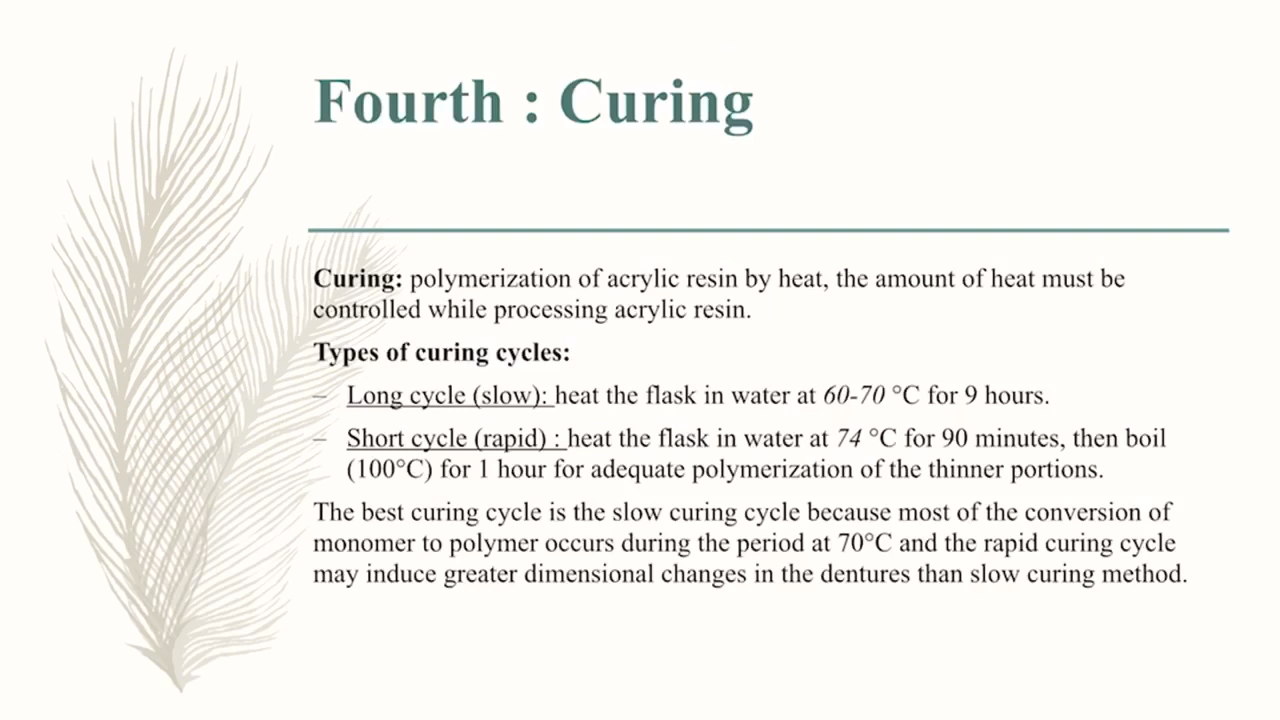 Fourth : Curing
Curing: polymerization of acrylic resin by heat, the amount of heat must be
controlled while processing acrylic resin.
Types of curing cycles:
– Long cycle (slow): heat the flask in water at 60-70 °C for 9 hours.
– Short cycle (rapid) : heat the flask in water at 74 °C for 90 minutes, then boil
(100°C) for 1 hour for adequate polymerization of the thinner portions.
The best curing cycle is the slow curing cycle because most of the conversion of
monomer to polymer occurs during the period at 70°C and the rapid curing cycle
may induce greater dimensional changes in the dentures than slow curing method.